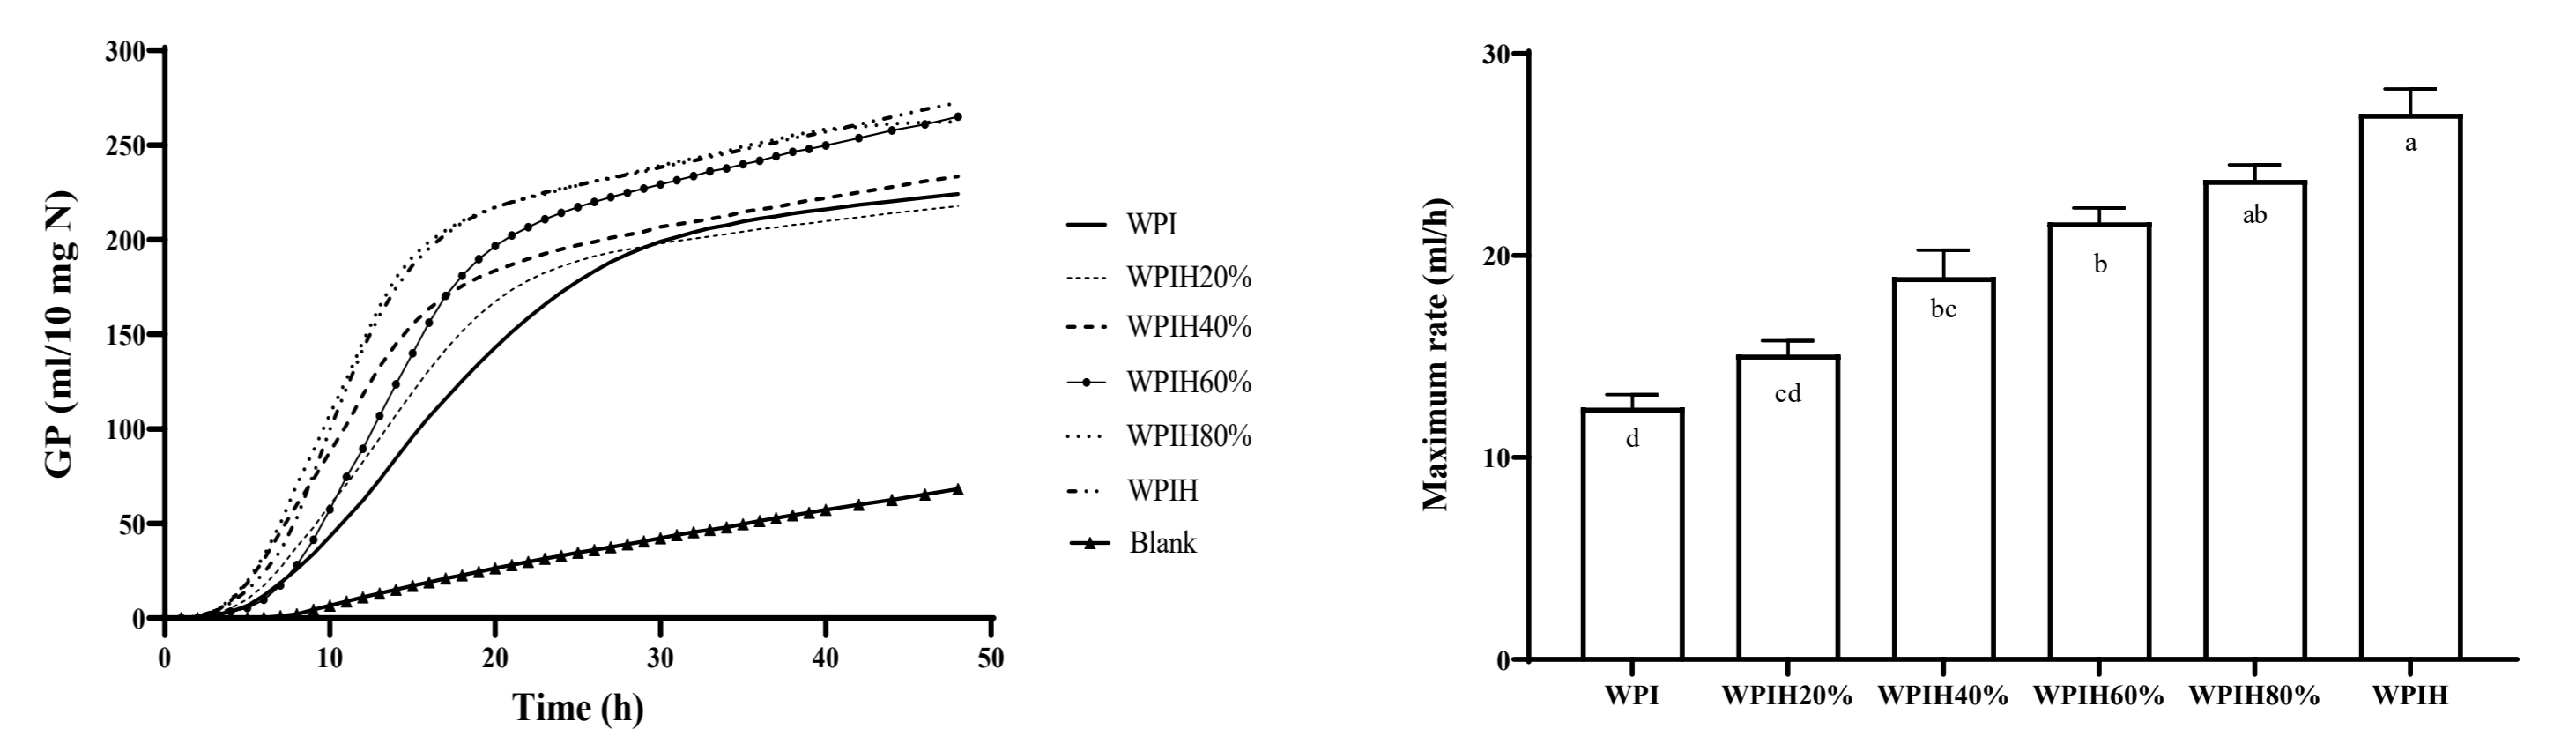 GP (ml/10 mg N)
300
250
200
150
100
50
0
0 10 20 30 40 50
Time (h)
WPI
WPIH20%
WPIH40%
WPIH60%
WPIH80%
WPIH
Blank
Maximum rate (ml/h)
30
20
10
0
d
cd
bc
b
ab
a
WPI WPIH20% WPIH40% WPIH60% WPIH80% WPIH